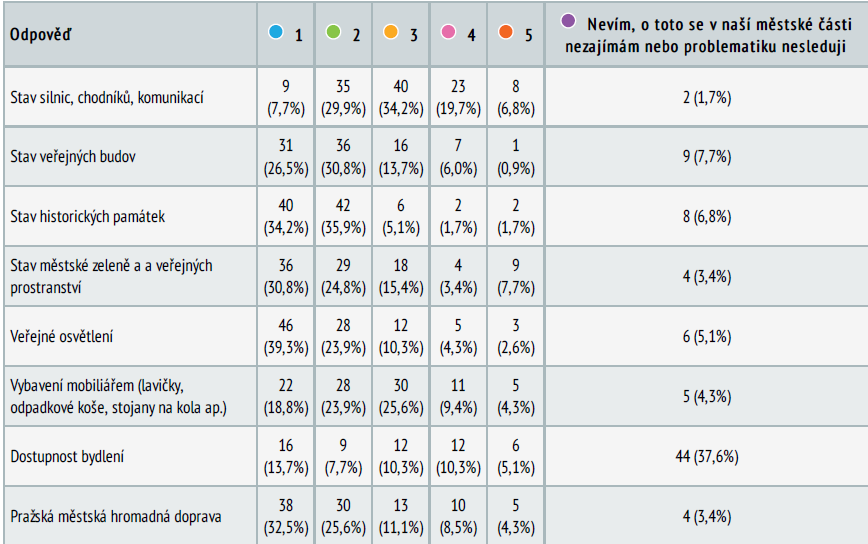 Odpověď 1 2 3 4 5 Nevím, o toto se v naší městské části
nezajímám nebo problematiku nesleduji
Stav silnic, chodníků, komunikací 9 35 40 23 8 2 (1,7%)
(7,7%) (29,9%) (34,2%) (19,7%) (6,8%)
Stav veřejných budov 31 36 16 7 1 9 (7,7%)
(26,5%) (30,8%) (13,7%) (6,0%) (0,9%)
Stav historických památek 40 42 6 2 2 8 (6,8%)
(34,2%) (35,9%) (5,1%) (1,7%) (1,7%)
Stav městské zeleně a a veřejných 36 29 18 4 9 4 (3,4%)
prostranství (30,8%) (24,8%) (15,4%) (3,4%) (7,7%)
Veřejné osvětlení 46 28 12 5 3 6 (5,1%)
(39,3%) (23,9%) (10,3%) (4,3%) (2,6%)
Vybavení mobiliářem (lavičky, 22 28 30 11 5 5 (4,3%)
odpadkové koše, stojany na kola ap.) (18,8%) (23,9%) (25,6%) (9,4%) (4,3%)
Dostupnost bydlení 16 9 12 12 6 44 (37,6%)
(13,7%) (7,7%) (10,3%) (10,3%) (5,1%)
Pražská městská hromadná doprava 38 30 13 10 5 4 (3,4%)
(32,5%) (25,6%) (11,1%) (8,5%) (4,3%)